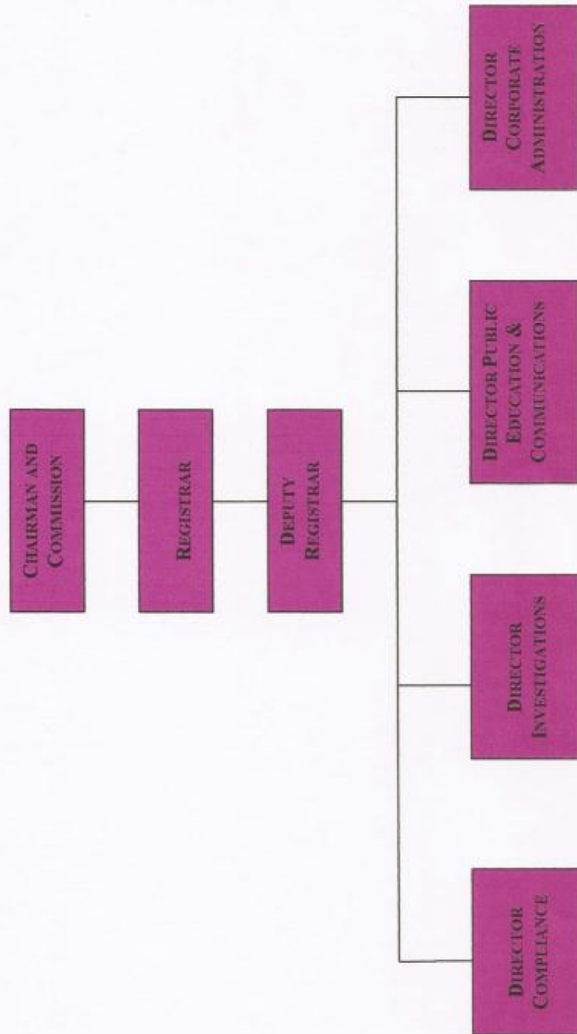 CHAIRMAN AND
COMMISSION
REGISTRAR
DEPUTY
REGISTRAR
DIRECTOR
COMPLIANCE
DIRECTOR
INVESTIGATIONS
DIRECTOR PUBLIC
EDUCATION &
COMMUNICATIONS
DIRECTOR
CORPORATE
ADMINISTRATION